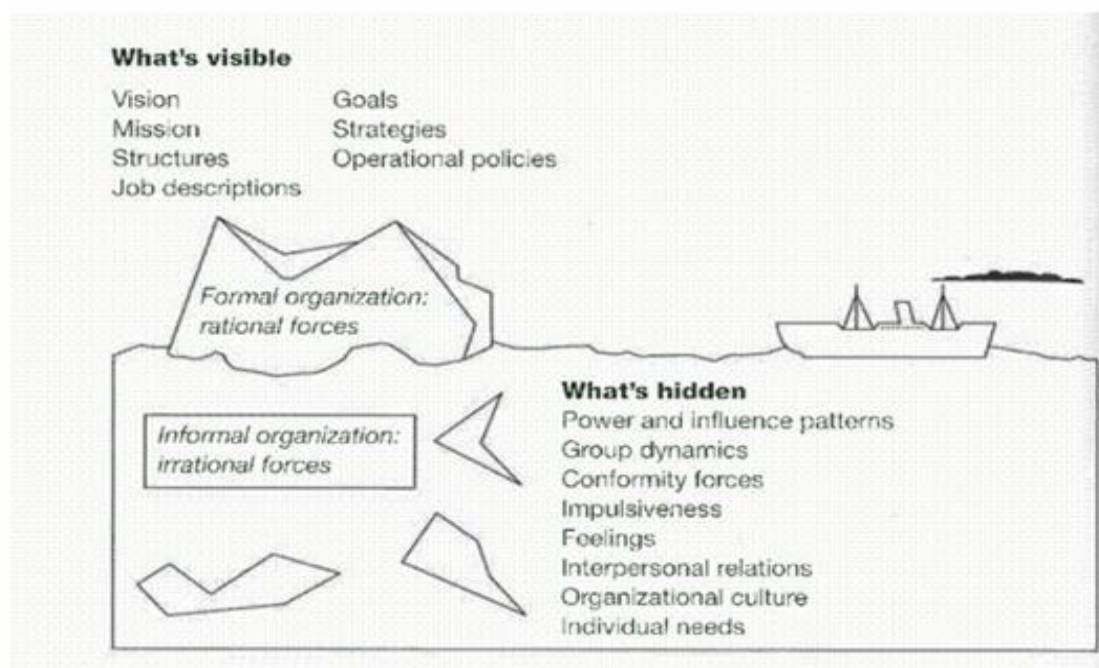 What's visible
Vision
Mission
Structures
Job descriptions
Goals
Strategies
Operational policies
Formal organization:
rational forces
Informal organization:
irrational forces
What's hidden
Power and influence patterns
Group dynamics
Conformity forces
Impulsiveness
Feelings
Interpersonal relations
Organizational culture
Individual needs